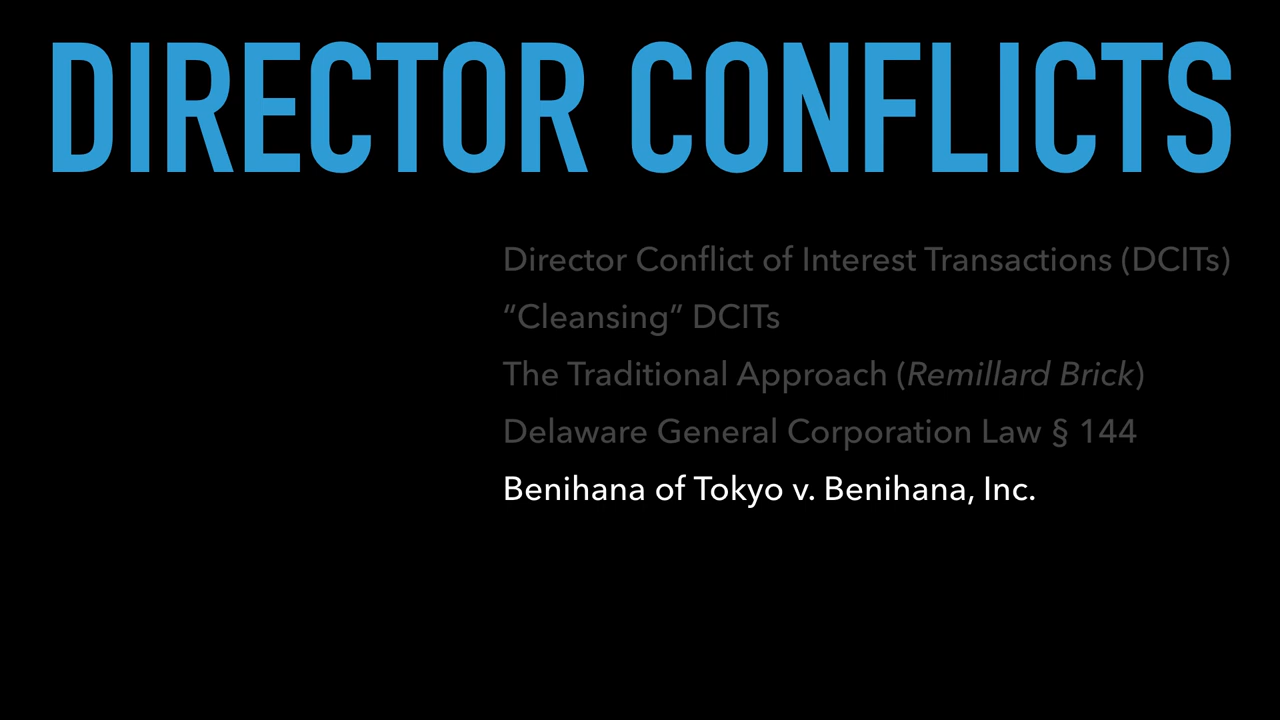 DIRECTOR CONFLICTS
Director Conflict of Interest Transactions (DCITs)
“Cleansing” DCITs
The Traditional Approach (Remillard Brick)
Delaware General Corporation Law § 144
Benihana of Tokyo v. Benihana, Inc.